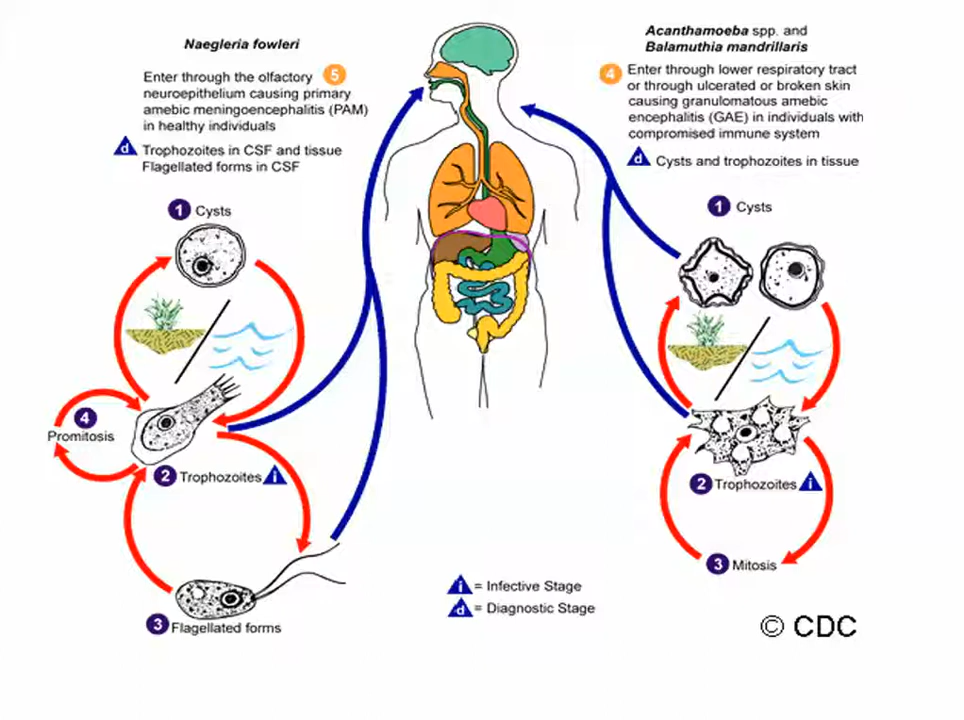 Naegleria fowleri
5
Enter through the olfactory
neuroepithelium causing primary
amebic meningoencephalitis (PAM)
in healthy individuals
d Trophozoites in CSF and tissue
Flagellated forms in CSF
1 Cysts
4
Promitosis
2 Trophozoites i
3 Flagellated forms
Acanthamoeba spp. and
Balamuthia mandrillaris
4 Enter through lower respiratory tract
or through ulcerated or broken skin
causing granulomatous amebic
encephalitis (GAE) in individuals with
compromised immune system
d Cysts and trophozoites in tissue
1 Cysts
2 Trophozoites i
3 Mitosis
i = Infective Stage
d = Diagnostic Stage
© CDC